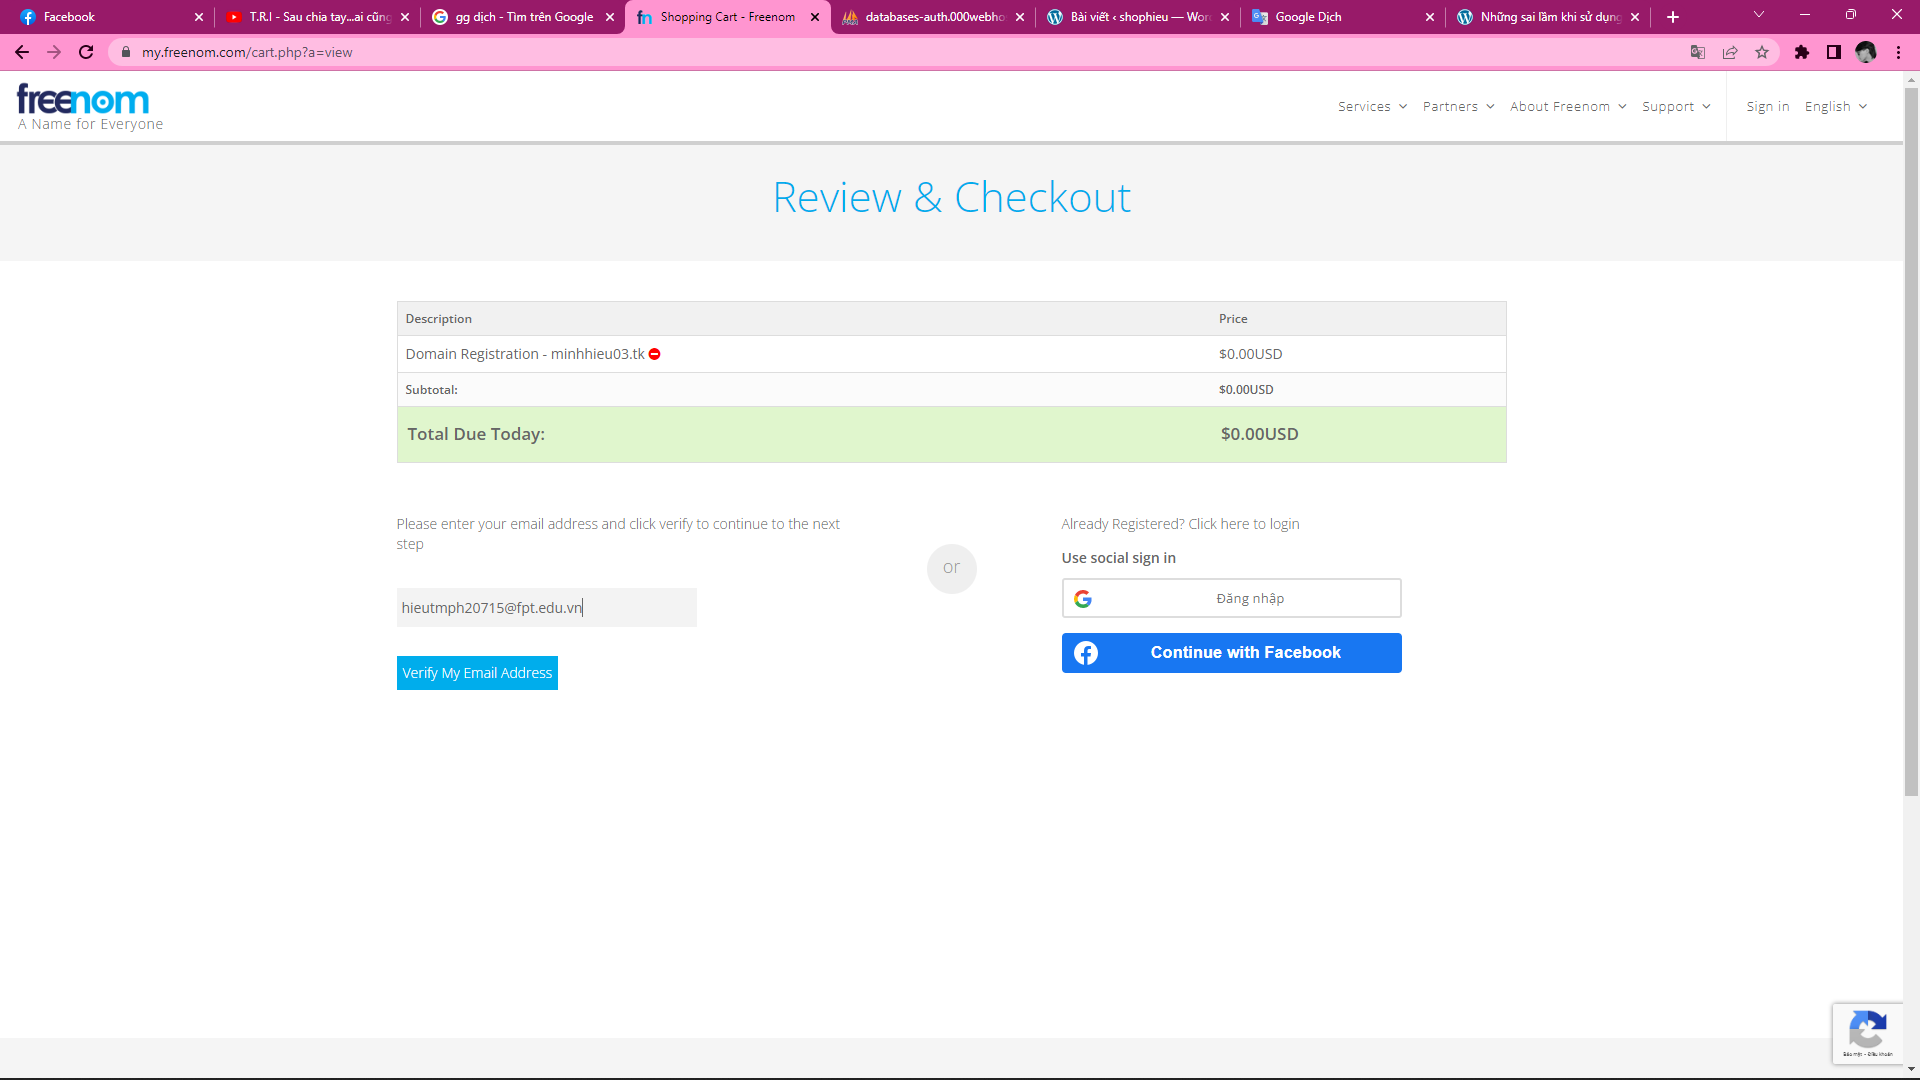 Facebook
T.R.I - Sau chia tay...ai cũng
gg dịch - Tìm trên Google
Shopping Cart - Freenom
databases-auth.000webho
Bài viết ‹ shophieu — Word
Google Dịch
Những sai lầm khi sử dụng
my.freenom.com/cart.php?a=view
freenom
A Name for Everyone
Services
Partners
About Freenom
Support
Sign in
English
Review & Checkout
Description Price
Domain Registration - minhhieu03.tk $0.00USD
Subtotal: $0.00USD
Total Due Today: $0.00USD
Please enter your email address and click verify to continue to the next
step
hieutmph20715@fpt.edu.vn
Verify My Email Address
or
Already Registered? Click here to login
Use social sign in
Đăng nhập
Continue with Facebook
Bảo mật - Điều khoản